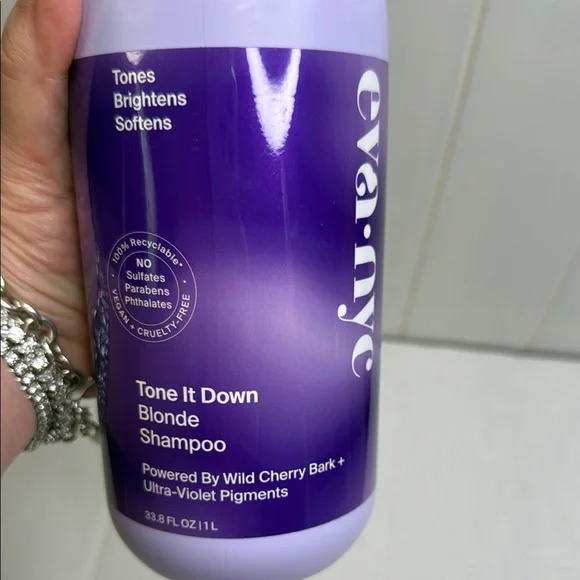 Tones
Brightens
Softens
eva·nyc
100% Recyclable*
NO
Sulfates
Parabens
Phthalates
VEGAN + CRUELTY-FREE
Tone It Down
Blonde
Shampoo
Powered By Wild Cherry Bark +
Ultra-Violet Pigments
33.8 FL OZ | 1 L